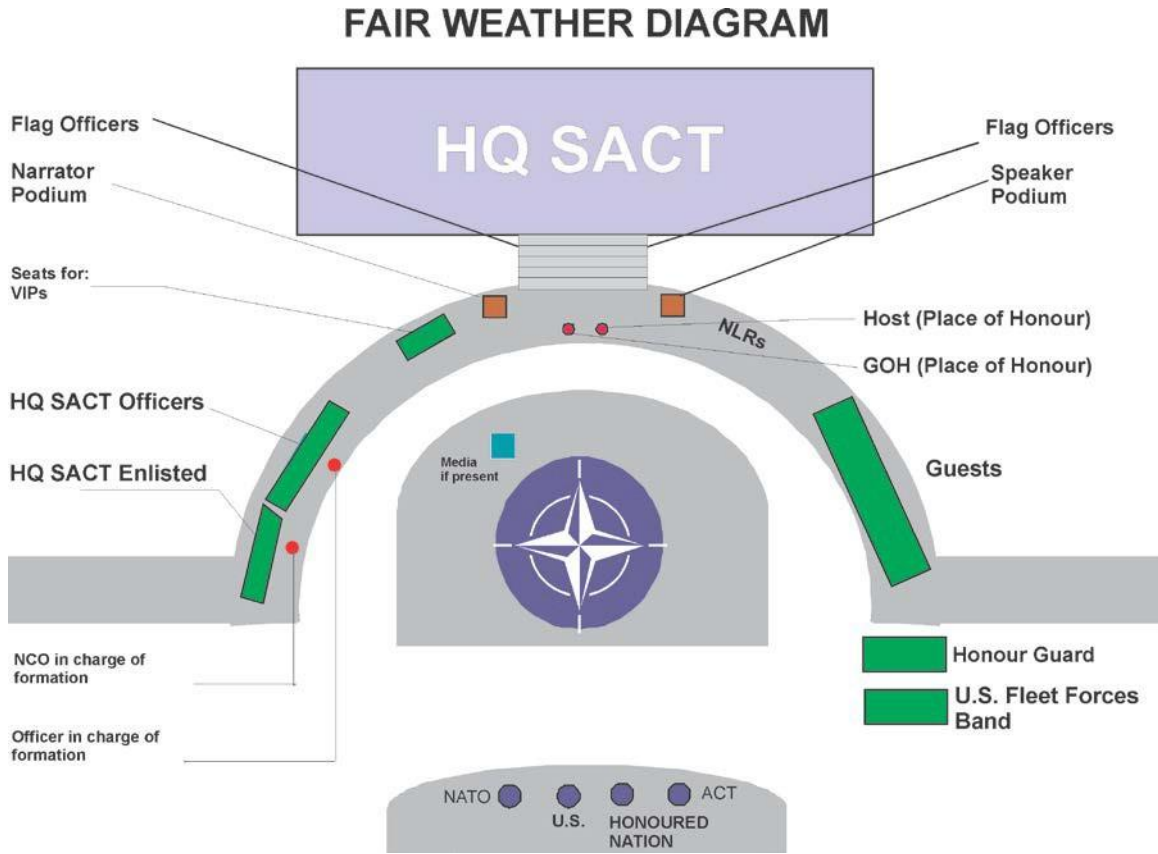 FAIR WEATHER DIAGRAM
HQ SACT
Flag Officers
Flag Officers
Narrator
Podium
Speaker
Podium
Seats for:
VIPs
NLRs
Host (Place of Honour)
GOH (Place of Honour)
HQ SACT Officers
HQ SACT Enlisted
Media
if present
Guests
NCO in charge of
formation
Honour Guard
U.S. Fleet Forces
Band
Officer in charge of
formation
NATO
U.S.
HONOURED
NATION
ACT